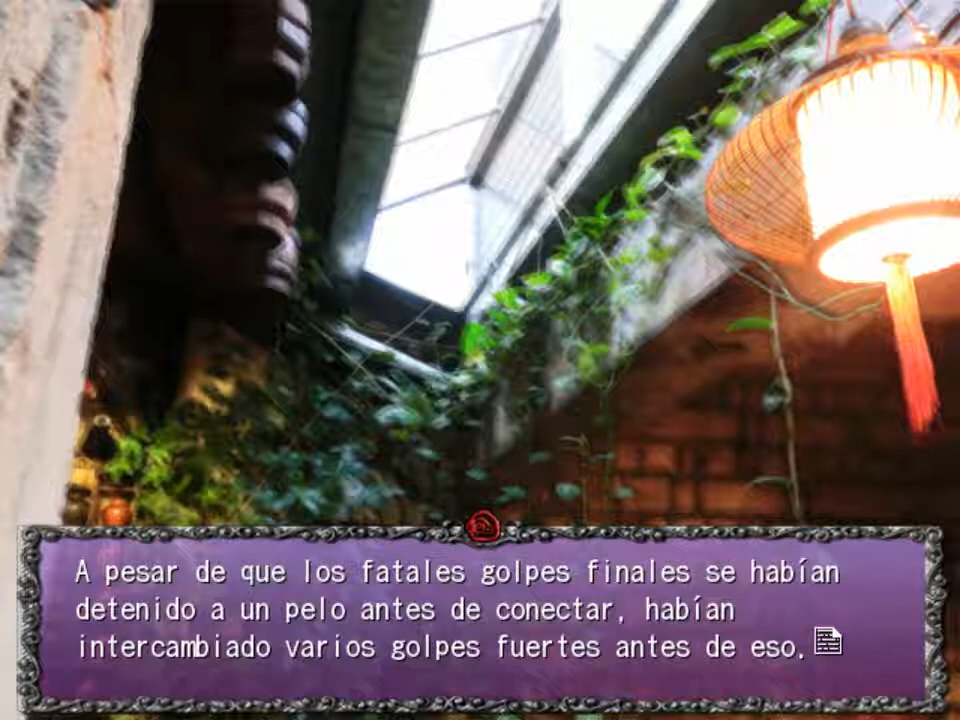 A pesar de que los fatales golpes finales se habían
detenido a un pelo antes de conectar, habían
intercambiado varios golpes fuertes antes de eso.